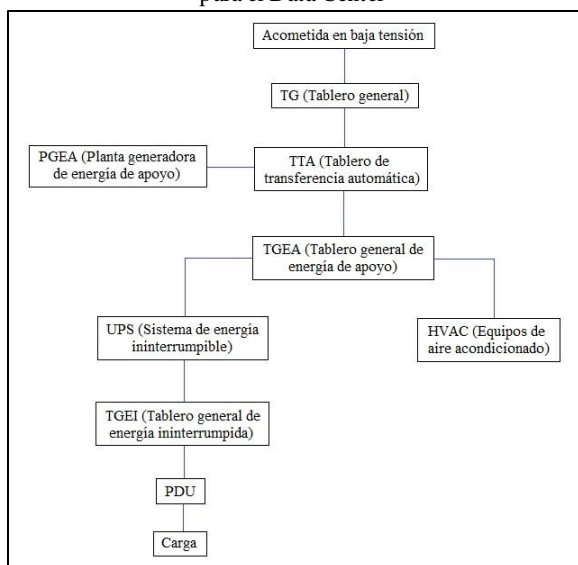 para el Data Center
Acometida en baja tensión
TG (Tablero general)
PGEA (Planta generadora
de energía de apoyo)
TTA (Tablero de
transferencia automática)
TGEA (Tablero general de
energía de apoyo)
UPS (Sistema de energía
ininterrumpible)
HVAC (Equipos de
aire acondicionado)
TGEI (Tablero general de
energía ininterrumpida)
PDU
Carga